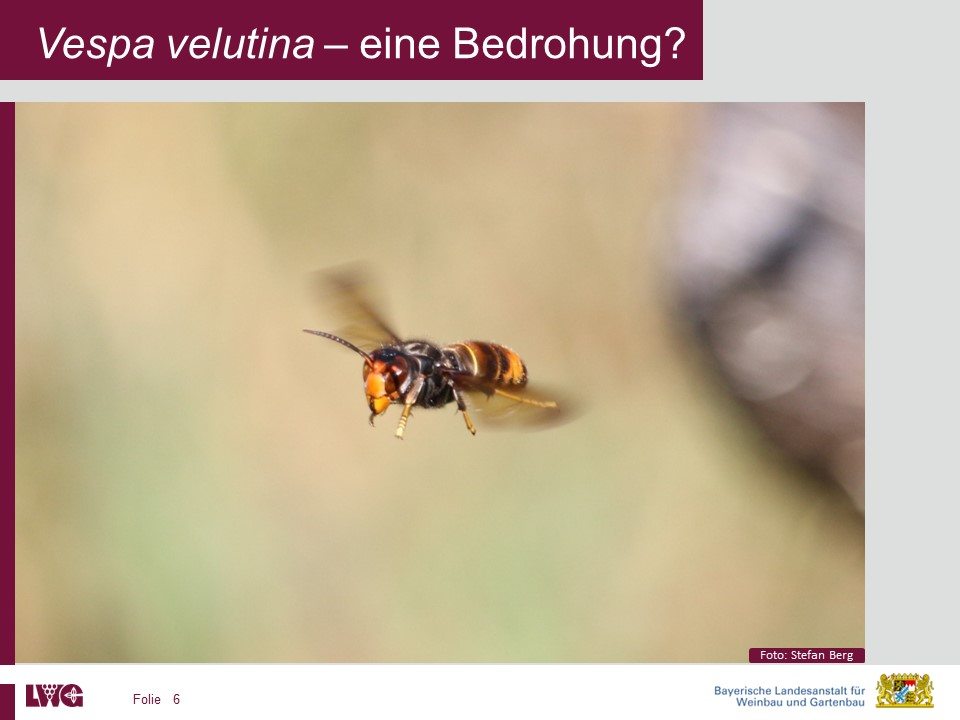 Vespa velutina – eine Bedrohung?
Foto: Stefan Berg
LWG
Folie 6
Bayerische Landesanstalt für
Weinbau und Gartenbau